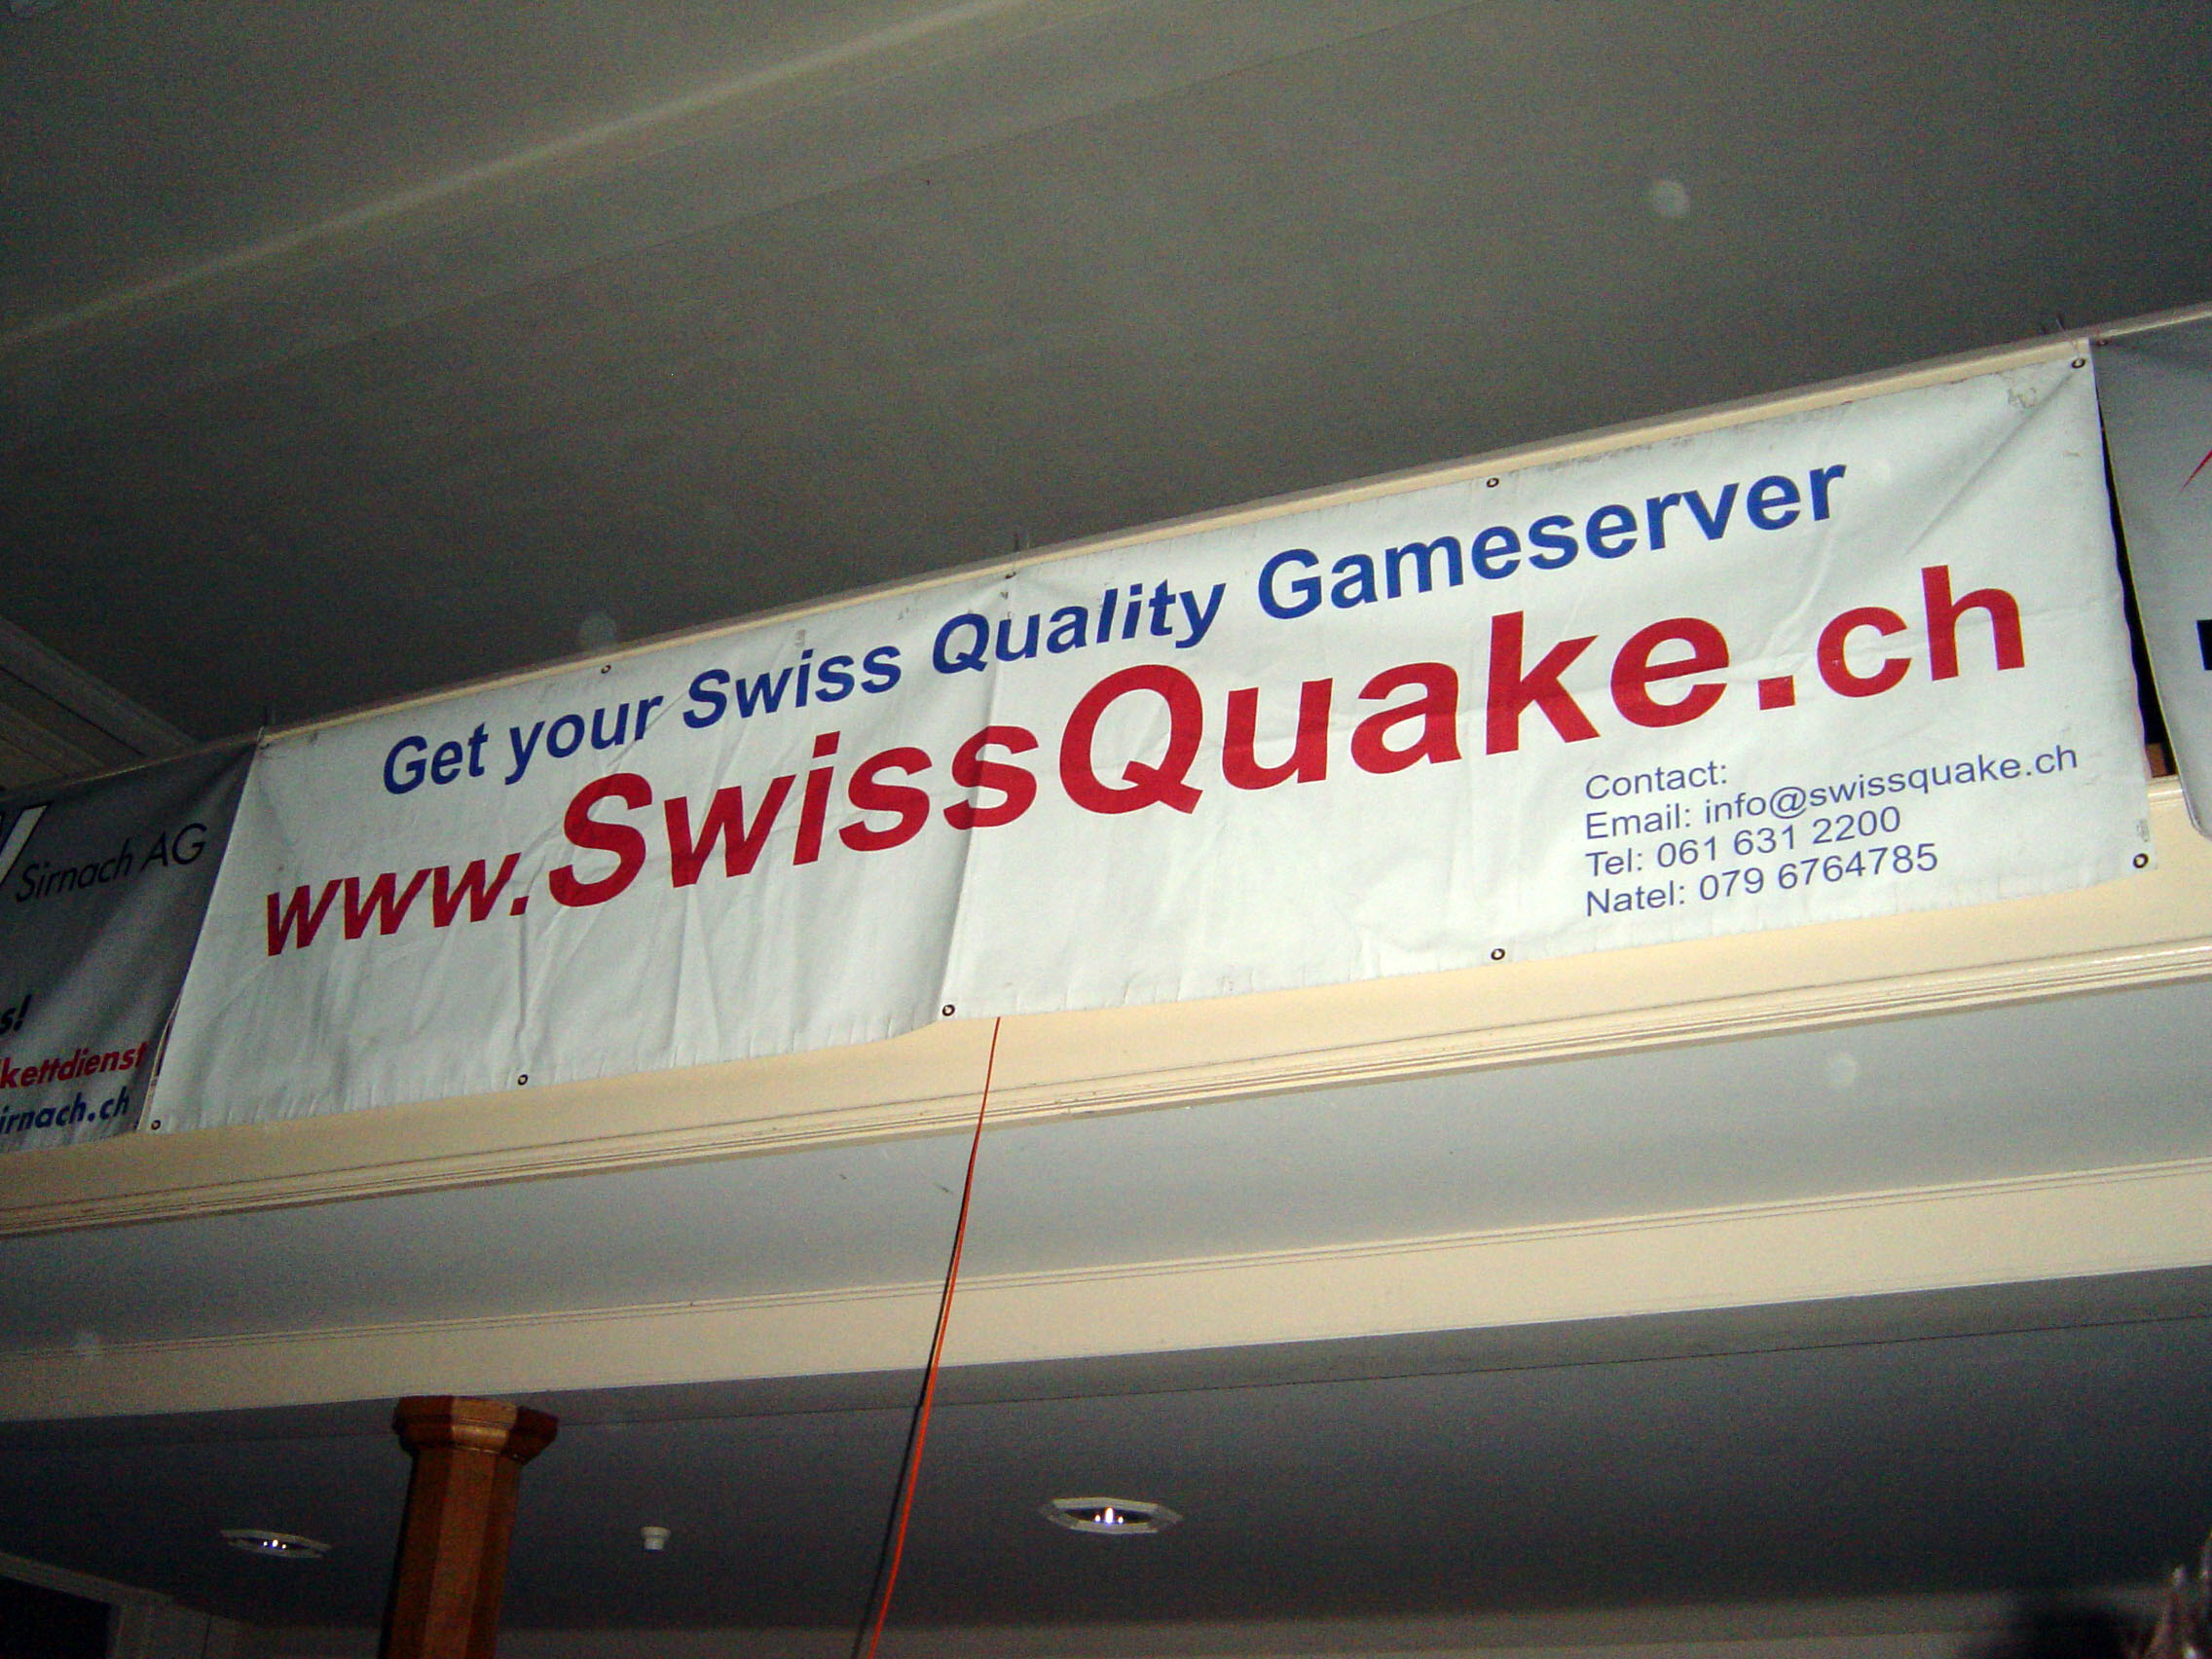 Get your Swiss Quality Gameserver
www.SwissQuake.ch
Contact:
Email: info@swissquake.ch
Tel: 061 631 2200
Natel: 079 6764785
Sirnach AG
s!
kettdienst
irnach.ch